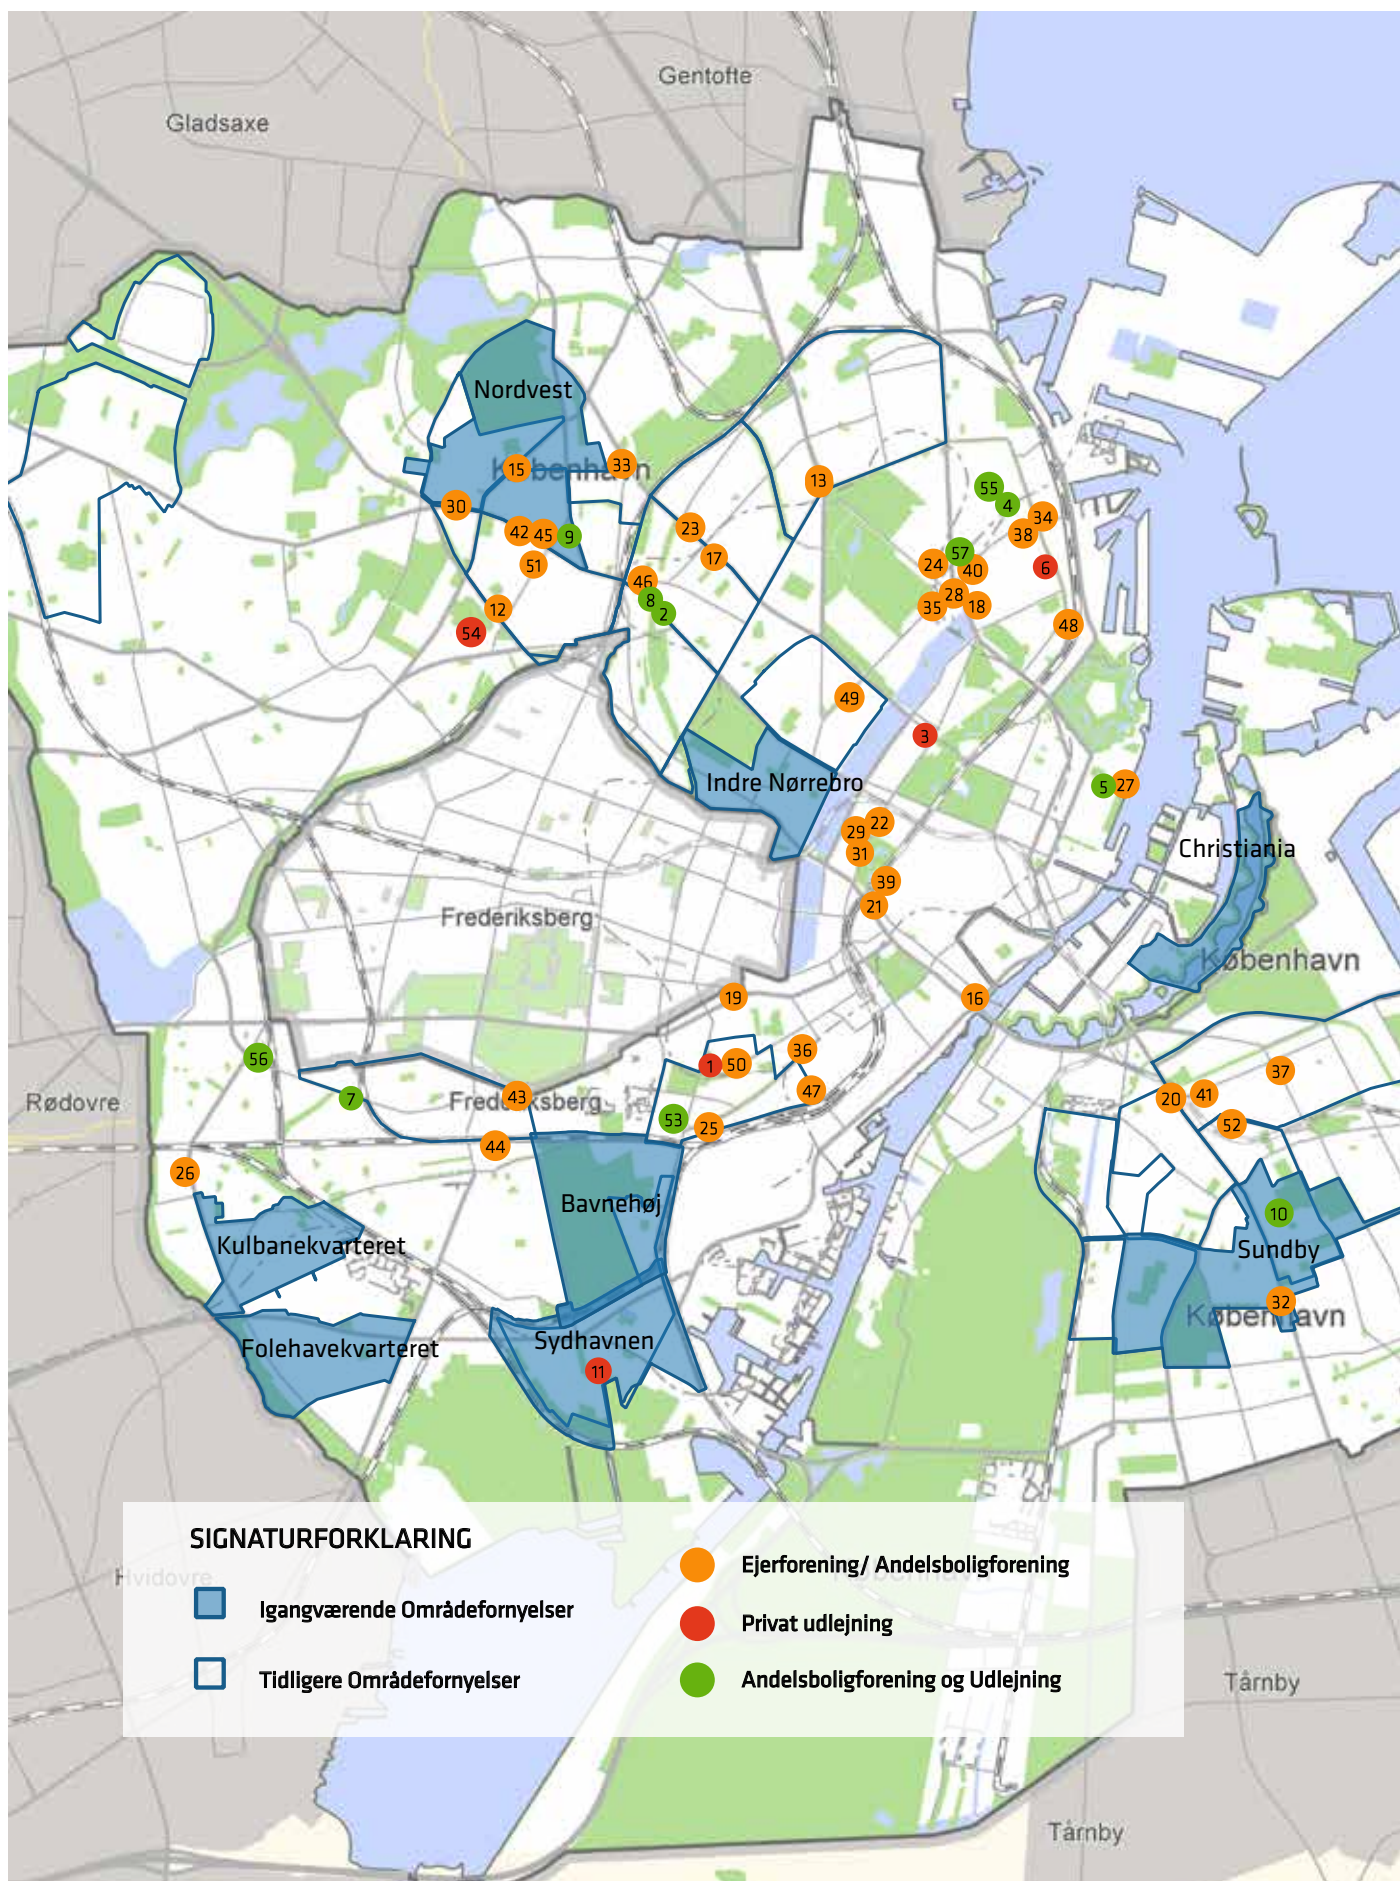 Gentofte
Gladsaxe
Nordvest
København
15
33
13
30
55
4
23
34
42
45
9
38
17
57
51
24
40
6
46
28
8
35
18
12
2
48
54
49
3
Indre Nørrebro
5
27
22
29
Christiania
31
39
21
Frederiksberg
København
19
16
36
56
1
50
37
47
43
7
20
41
Rødovre
Frederiksberg
53
25
52
44
26
Bavnehøj
10
Kulbanekvarteret
Sundby
32
København
Sydhavnen
Folehavekvarteret
11
SIGNATURFORKLARING
Ejerforening/ Andelsboligforening
Hvidovre
København
Igangværende Områdefornyelser
Privat udlejning
Tidligere Områdefornyelser
Andelsboligforening og Udlejning
Tårnby
Tårnby